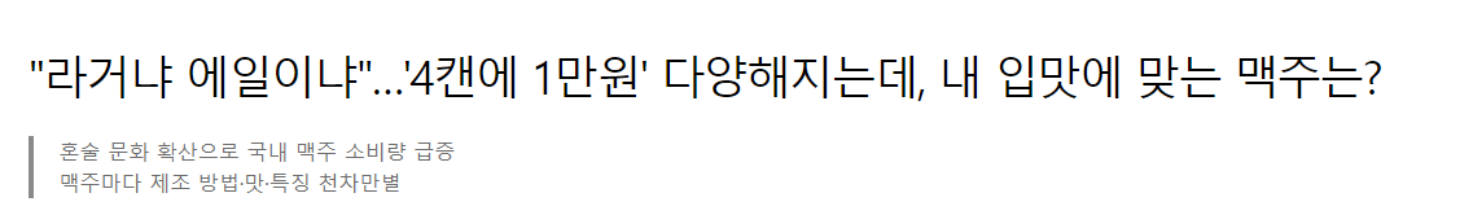 "라거냐 에일이냐"…'4캔에 1만원' 다양해지는데, 내 입맛에 맞는 맥주는?
혼술 문화 확산으로 국내 맥주 소비량 급증
맥주마다 제조 방법·맛·특징 천차만별